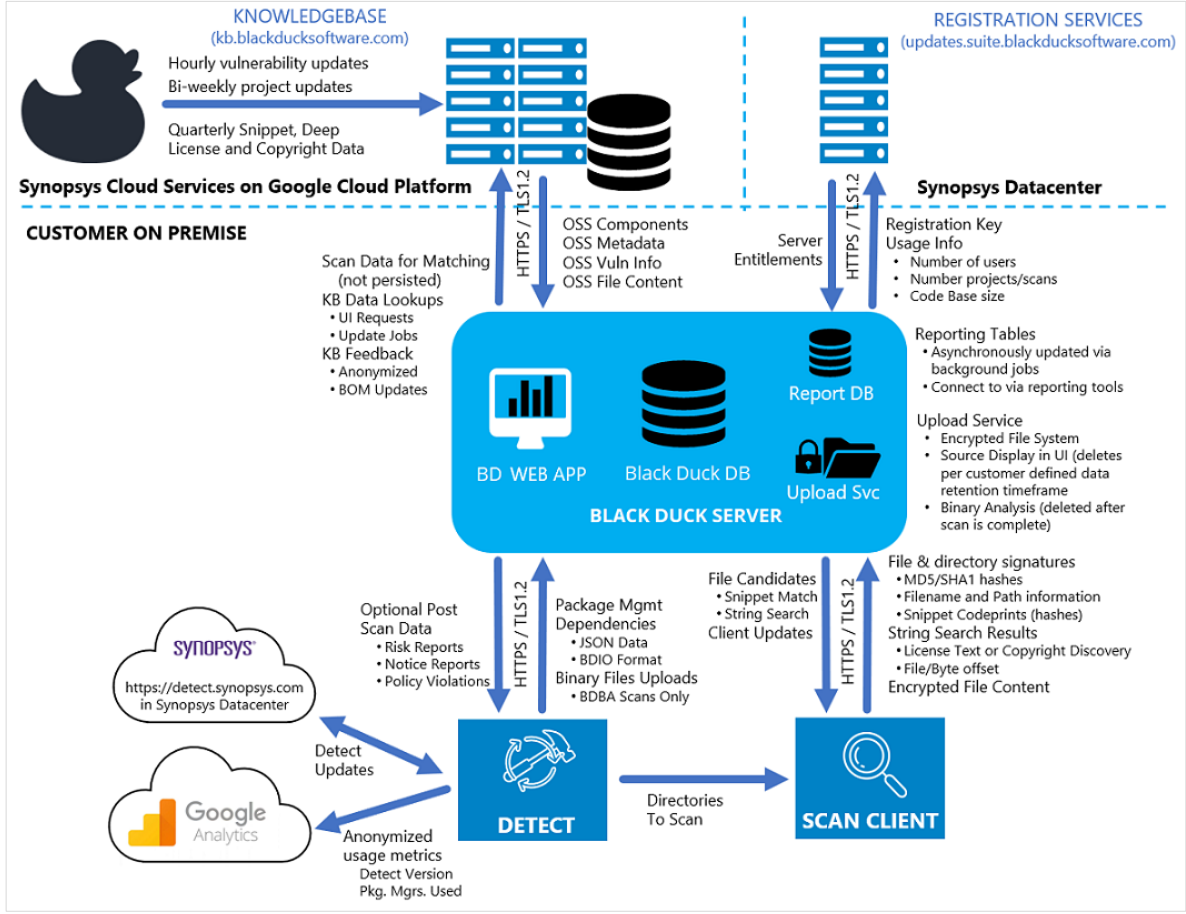 KNOWLEDGEBASE
(kb.blackducksoftware.com)
Hourly vulnerability updates
Bi-weekly project updates
Quarterly Snippet, Deep
License and Copyright Data
Synopsys Cloud Services on Google Cloud Platform
REGISTRATION SERVICES
(updates.suite.blackducksoftware.com)
Synopsys Datacenter
CUSTOMER ON PREMISE
Scan Data for Matching
(not persisted)
KB Data Lookups
• UI Requests
• Update Jobs
KB Feedback
• Anonymized
• BOM Updates
HTTPS / TLS1.2
OSS Components
OSS Metadata
OSS Vuln Info
OSS File Content
Server
Entitlements
HTTPS / TLS1.2
Registration Key
Usage Info
• Number of users
• Number projects/scans
• Code Base size
BD WEB APP
Black Duck DB
Report DB
Upload Svc
BLACK DUCK SERVER
Reporting Tables
• Asynchronously updated via
background jobs
• Connect to via reporting tools
Upload Service
• Encrypted File System
• Source Display in UI (deletes
per customer defined data
retention timeframe
• Binary Analysis (deleted after
scan is complete)
Optional Post
Scan Data
• Risk Reports
• Notice Reports
• Policy Violations
HTTPS / TLS1.2
Package Mgmt
Dependencies
• JSON Data
• BDIO Format
Binary Files Uploads
• BDBA Scans Only
File Candidates
• Snippet Match
• String Search
Client Updates
HTTPS / TLS1.2
File & directory signatures
• MD5/SHA1 hashes
• Filename and Path information
• Snippet Codeprints (hashes)
String Search Results
• License Text or Copyright Discovery
• File/Byte offset
Encrypted File Content
SYNOPSYS®
https://detect.synopsys.com
in Synopsys Datacenter
Detect
Updates
Google
Analytics
Anonymized
usage metrics
Detect Version
Pkg. Mgrs. Used
DETECT
Directories
To Scan
SCAN CLIENT